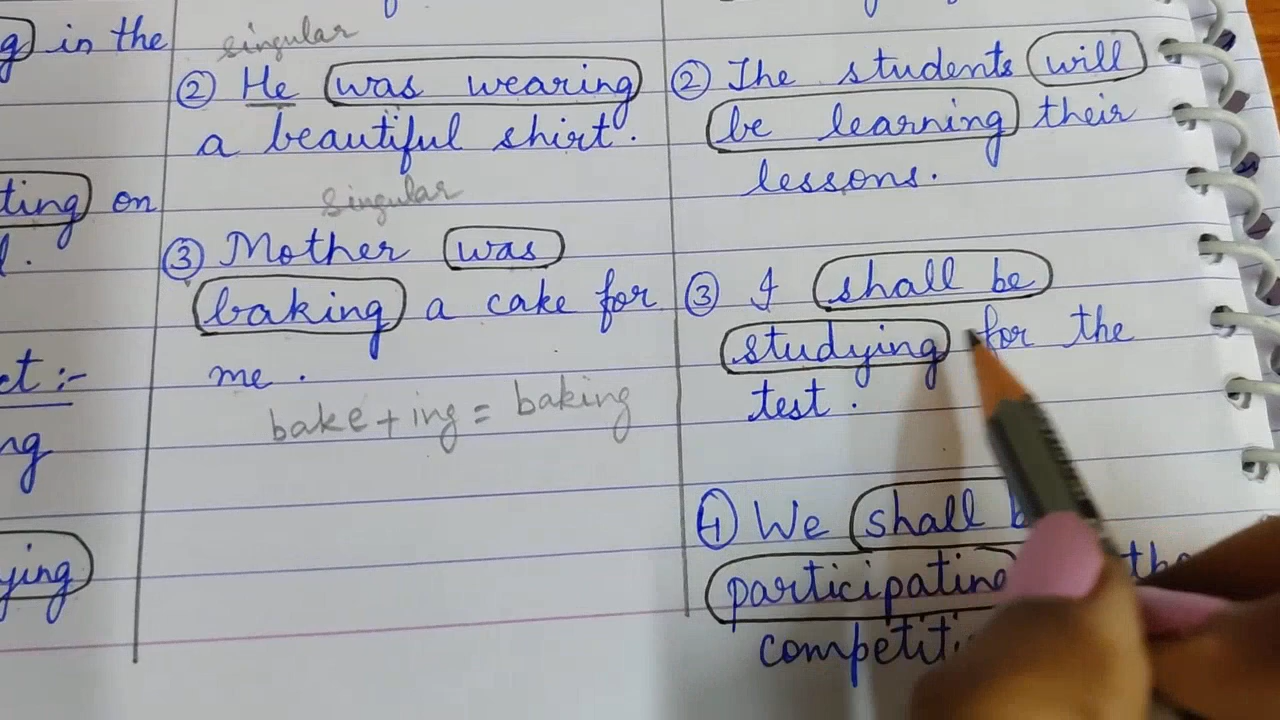 in the
on
singular
② He was wearing
a beautiful shirt.
singular
③ Mother was
baking a cake for
me.
bake + ing = baking
② The students will
be learning their
lessons.
③ I shall be
studying for the
test.
④ We shall
participating